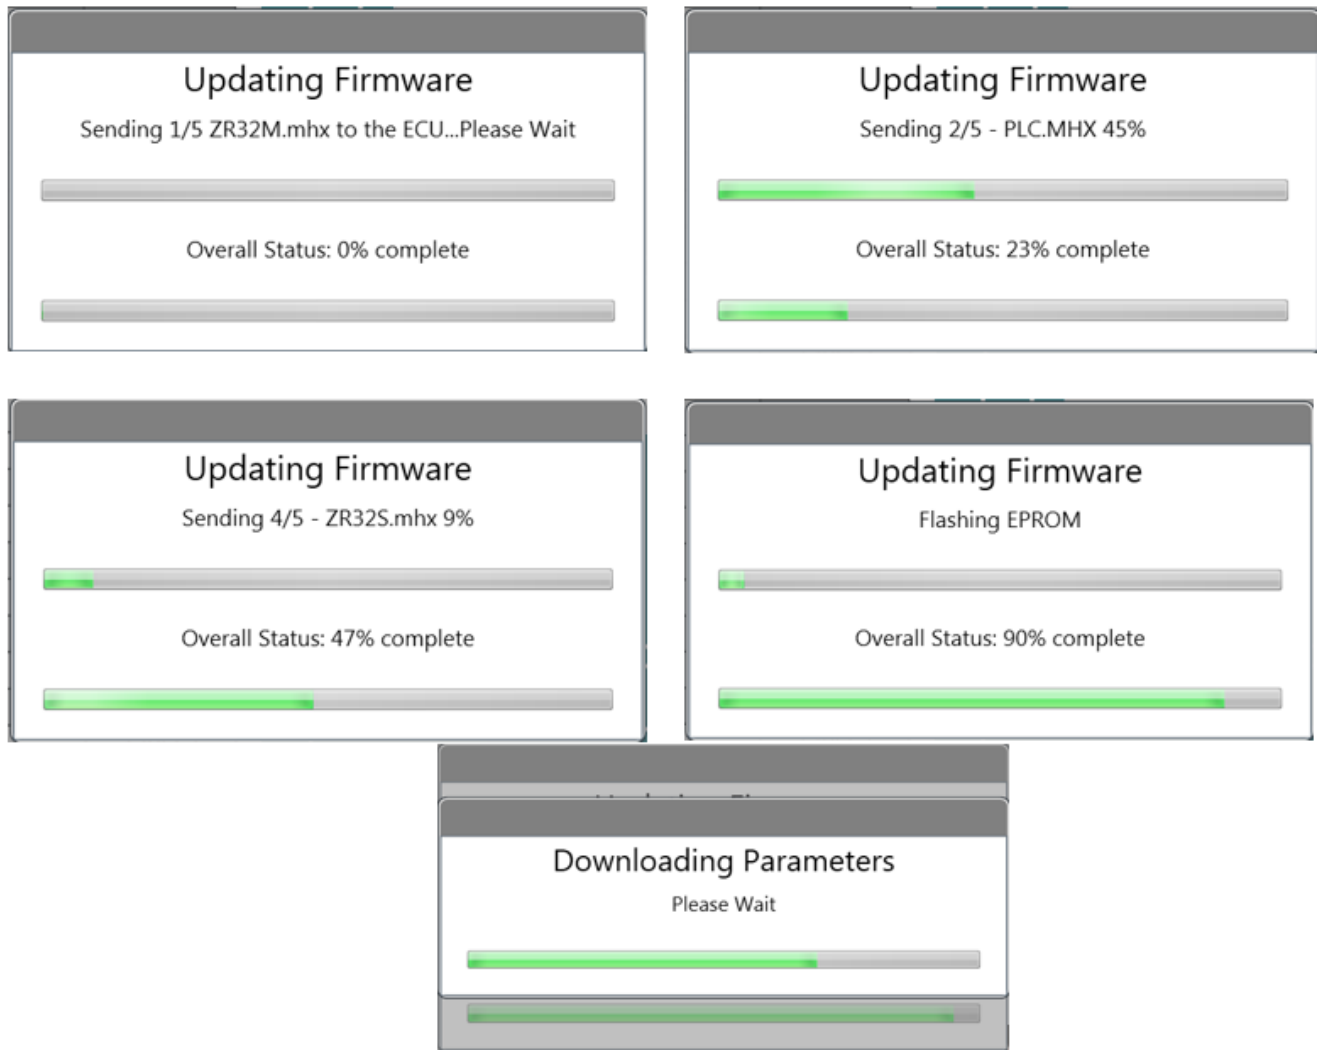 Updating Firmware
Sending 1/5 ZR32M.mhx to the ECU...Please Wait
Overall Status: 0% complete
Updating Firmware
Sending 2/5 - PLC.MHX 45%
Overall Status: 23% complete
Updating Firmware
Sending 4/5 - ZR32S.mhx 9%
Overall Status: 47% complete
Updating Firmware
Flashing EPROM
Overall Status: 90% complete
Downloading Parameters
Please Wait